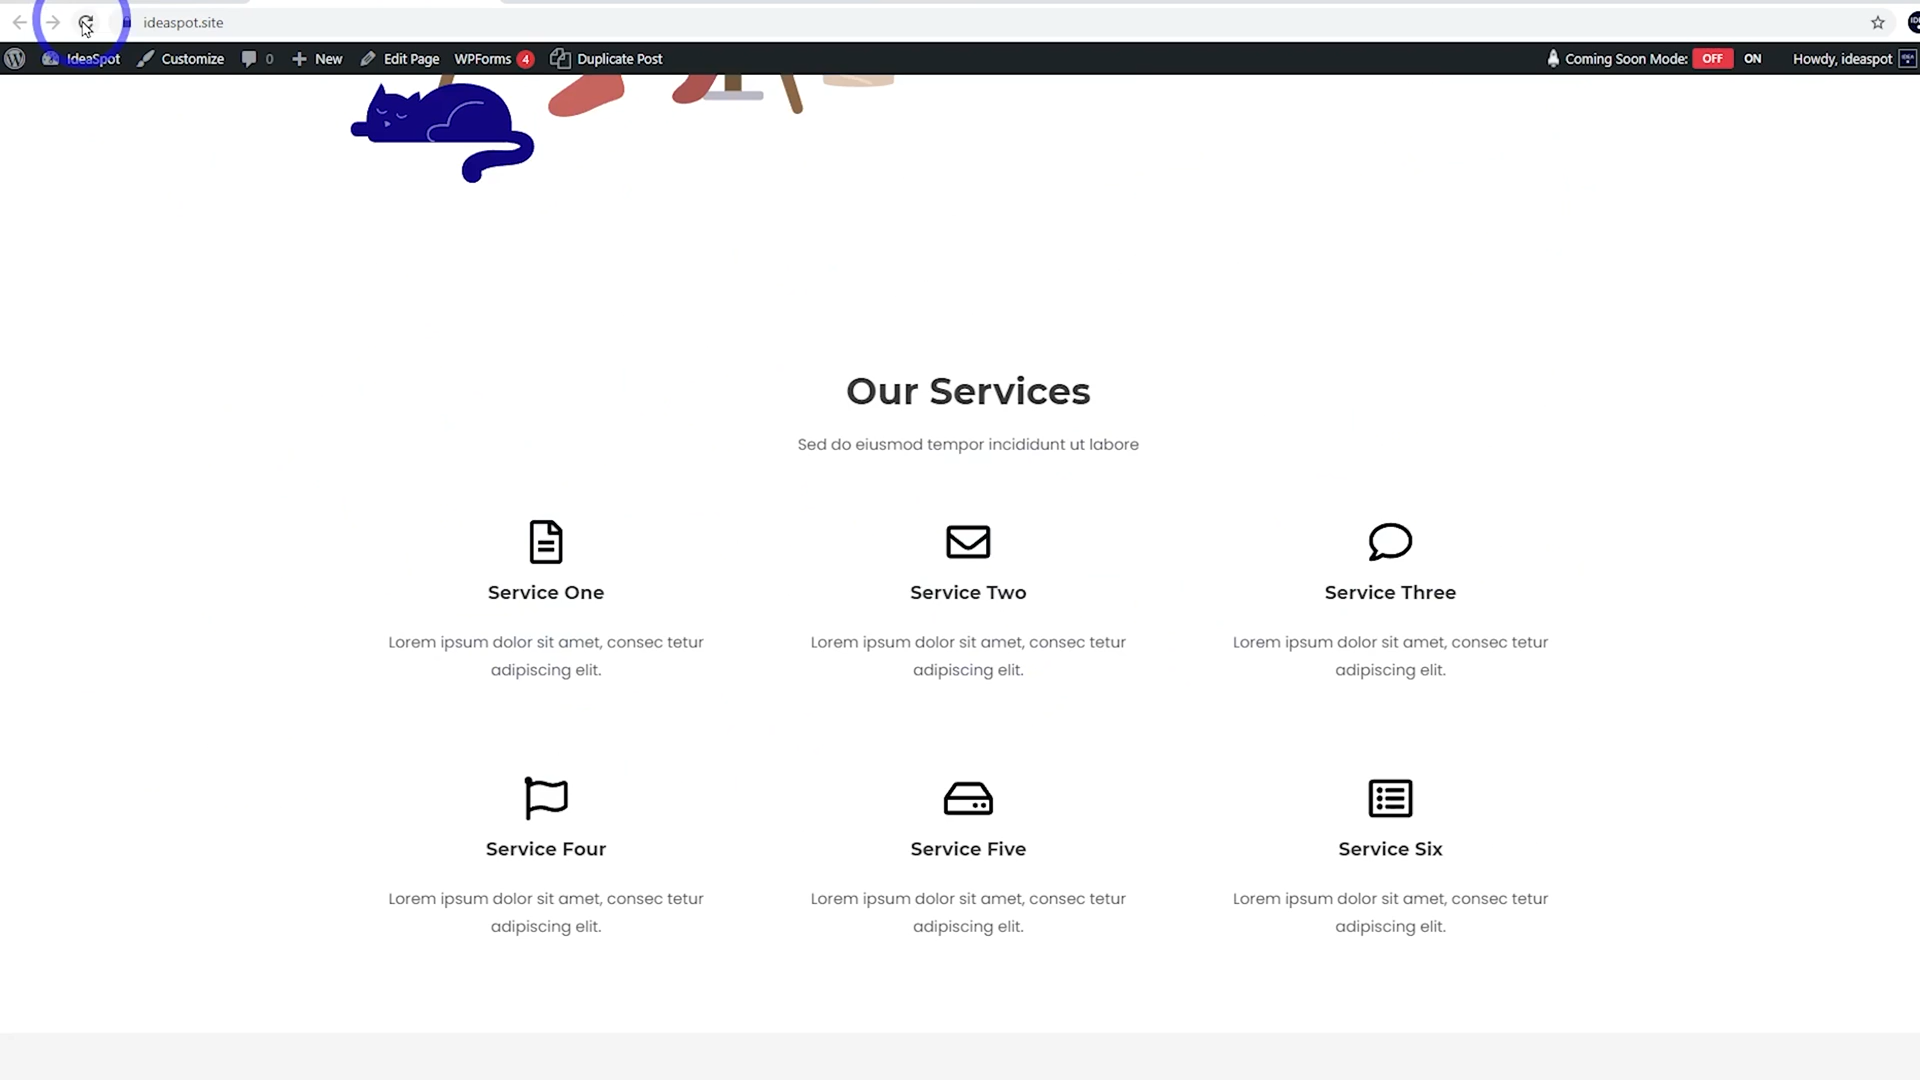 ideaspot.site
IdeaSpot Customize 0 New Edit Page WPForms 4 Duplicate Post Coming Soon Mode: OFF ON Howdy, ideaspot
Our Services
Sed do eiusmod tempor incididunt ut labore
Service One
Lorem ipsum dolor sit amet, consec tetur
adipiscing elit.
Service Two
Lorem ipsum dolor sit amet, consec tetur
adipiscing elit.
Service Three
Lorem ipsum dolor sit amet, consec tetur
adipiscing elit.
Service Four
Lorem ipsum dolor sit amet, consec tetur
adipiscing elit.
Service Five
Lorem ipsum dolor sit amet, consec tetur
adipiscing elit.
Service Six
Lorem ipsum dolor sit amet, consec tetur
adipiscing elit.